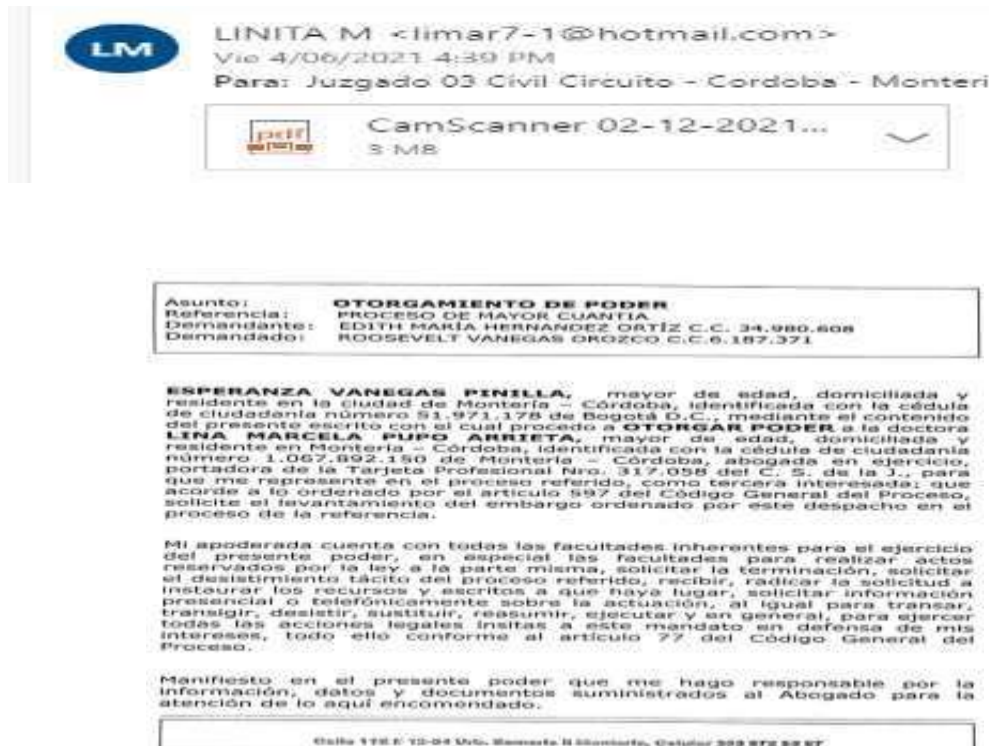 LM
LINITA M <limar7-1@hotmail.com>
Vie 4/06/2021 4:39 PM
Para: Juzgado 03 Civil Circuito - Cordoba - Monteri
pdf
CamScanner 02-12-2021...
3 MB
Asunto: OTORGAMIENTO DE PODER
Referencia: PROCESO DE MAYOR CUANTIA
Demandante: EDITH MARÍA HERNANDEZ ORTÍZ C.C. 34.980.608
Demandado: ROOSEVELT VANEGAS OROZCO C.C.6.187.371
ESPERANZA VANEGAS PINILLA, mayor de edad, domiciliada y
residente en la ciudad de Montería – Córdoba, identificada con la cédula
de ciudadanía número 51.971.178 de Bogotá D.C., mediante el contenido
del presente escrito con el cual procedo a OTORGAR PODER a la doctora
LINA MARCELA PUPO ARRIETA, mayor de edad, domiciliada y
residente en Montería – Córdoba, identificada con la cédula de ciudadanía
número 1.067.892.150 de Montería – Córdoba, abogada en ejercicio,
portadora de la Tarjeta Profesional Nro. 317,058 del C. S. de la J., para
que me represente en el proceso referido, como tercera interesada; que
acorde a lo ordenado por el artículo 597 del Código General del Proceso,
solicite el levantamiento del embargo ordenado por este despacho en el
proceso de la referencia.
Mi apoderada cuenta con todas las facultades inherentes para el ejercicio
del presente poder, en especial las facultades para realizar actos
reservados por la ley a la parte misma, solicitar la terminación, solicitar
el desistimiento tácito del proceso referido, recibir, radicar la solicitud a
instaurar los recursos y escritos a que haya lugar, solicitar información
presencial o telefónicamente sobre la actuación, al igual para transar,
transigir, desistir, sustituir, reasumir, ejecutar y en general, para ejercer
todas las acciones legales ínsitas a este mandato en defensa de mis
intereses, todo ello conforme al artículo 77 del Código General del
Proceso.
Manifiesto en el presente poder que me hago responsable por la
información, datos y documentos suministrados al Abogado para la
atención de lo aquí encomendado.